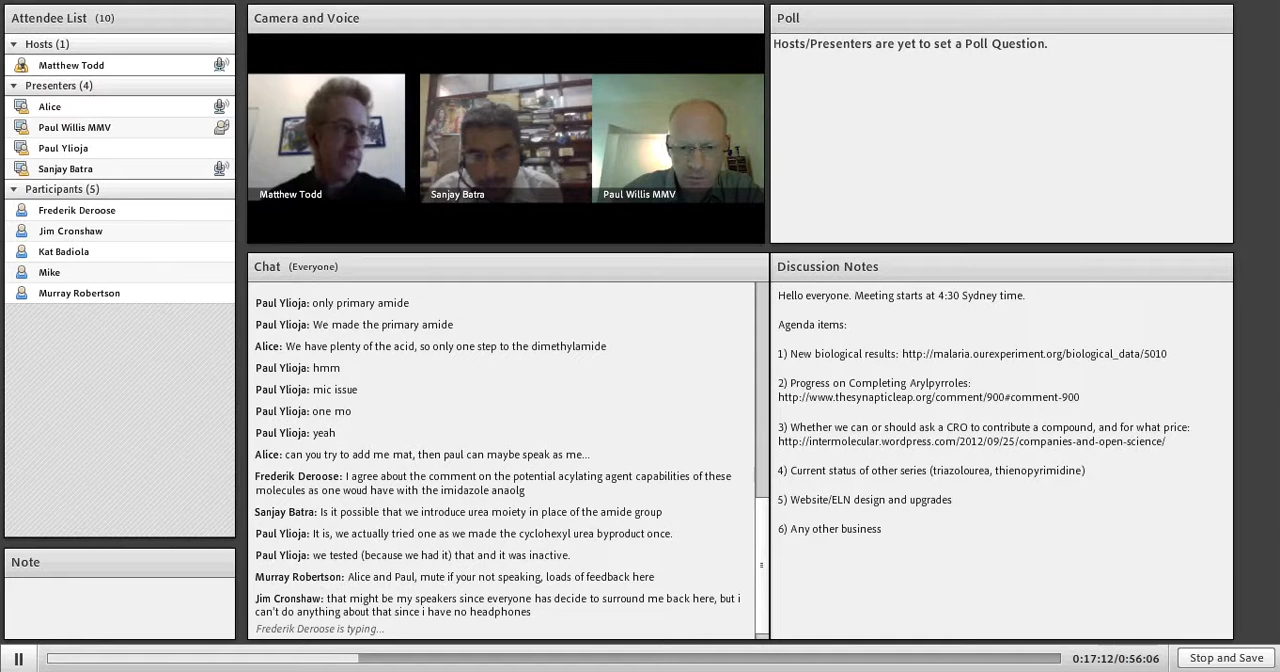 Attendee List (10)
Hosts (1)
Matthew Todd
Presenters (4)
Alice
Paul Willis MMV
Paul Ylioja
Sanjay Batra
Participants (5)
Frederik Deroose
Jim Cronshaw
Kat Badiola
Mike
Murray Robertson
Note
Camera and Voice
Matthew Todd
Sanjay Batra
Paul Willis MMV
Poll
Hosts/Presenters are yet to set a Poll Question.
Chat (Everyone)
Paul Ylioja: only primary amide
Paul Ylioja: We made the primary amide
Alice: We have plenty of the acid, so only one step to the dimethylamide
Paul Ylioja: hmm
Paul Ylioja: mic issue
Paul Ylioja: one mo
Paul Ylioja: yeah
Alice: can you try to add me mat, then paul can maybe speak as me...
Frederik Deroose: I agree about the comment on the potential acylating agent capabilities of these
molecules as one woud have with the imidazole anaolg
Sanjay Batra: Is it possible that we introduce urea moiety in place of the amide group
Paul Ylioja: It is, we actually tried one as we made the cyclohexyl urea byproduct once.
Paul Ylioja: we tested (because we had it) that and it was inactive.
Murray Robertson: Alice and Paul, mute if your not speaking, loads of feedback here
Jim Cronshaw: that might be my speakers since everyone has decide to surround me back here, but i
can't do anything about that since i have no headphones
Frederik Deroose is typing...
Discussion Notes
Hello everyone. Meeting starts at 4:30 Sydney time.
Agenda items:
1) New biological results: http://malaria.ourexperiment.org/biological_data/5010
2) Progress on Completing Arylpyrroles:
http://www.thesynapticleap.org/comment/900#comment-900
3) Whether we can or should ask a CRO to contribute a compound, and for what price:
http://intermolecular.wordpress.com/2012/09/25/companies-and-open-science/
4) Current status of other series (triazolourea, thienopyrimidine)
5) Website/ELN design and upgrades
6) Any other business
0:17:12/0:56:06
Stop and Save